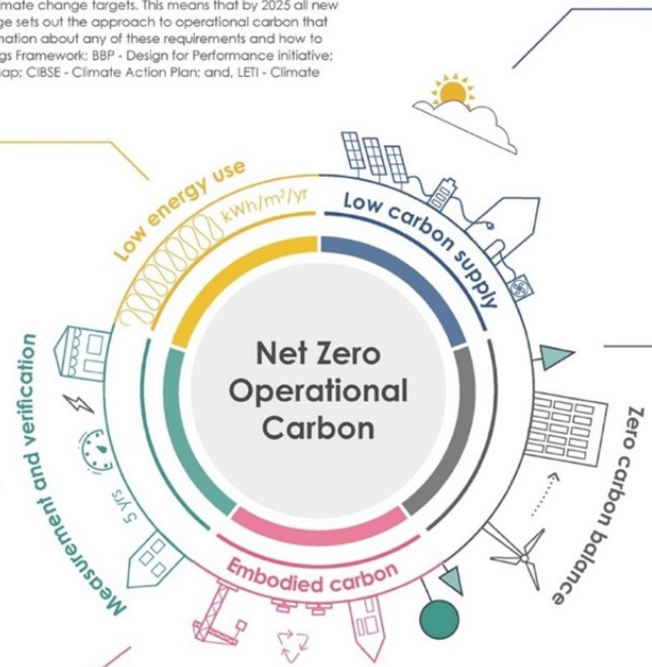 mate change targets. This means that by 2025 all new
ge sets out the approach to operational carbon that
nation about any of these requirements and how to
gs Framework; BBP - Design for Performance initiative;
ap; CIBSE - Climate Action Plan; and, LETI - Climate
Low energy use
kWh/m²/yr
Low carbon supply
Net Zero
Operational
Carbon
Measurement and verification
5 yrs
Zero carbon balance
Embodied carbon